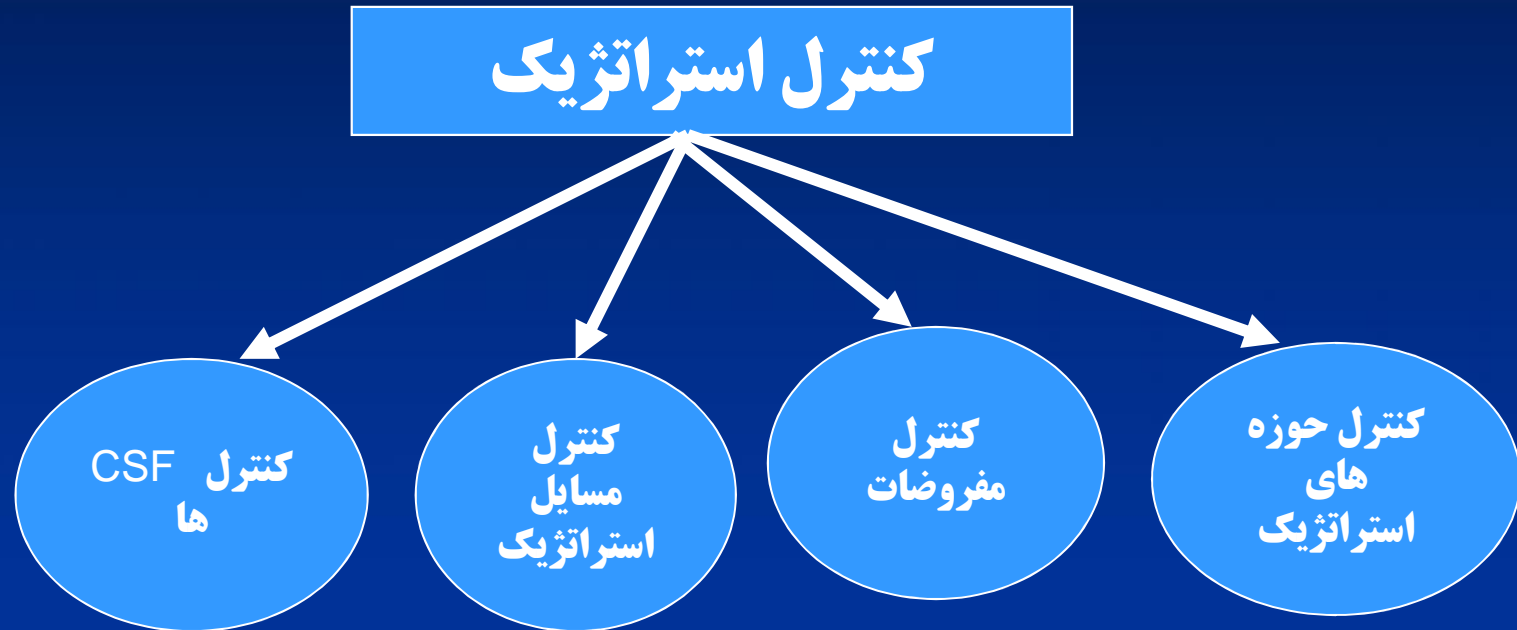 کنترل استراتژیک
کنترل حوزه
های
استراتژیک
کنترل
مفروضات
کنترل
مسایل
استراتژیک
کنترل CSF
ها